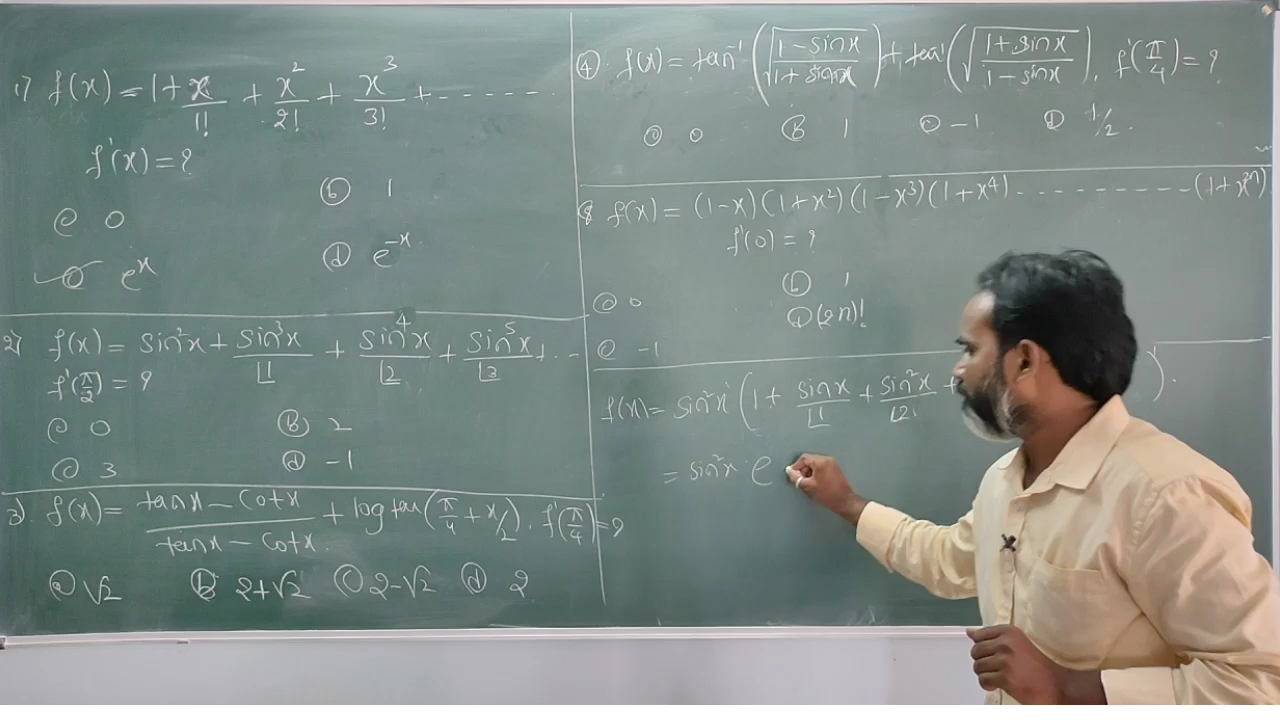 1) f(x) = 1 + x/1! + x²/2! + x³/3! + - - - - - -
f'(x) = ?
ⓐ 0 ⓑ 1
✓ⓒ eˣ ⓓ e⁻ˣ
2) f(x) = sin²x + sin³x/∟1 + sin⁴x/∟2 + sin⁵x/∟3 + - - -
f'(π/2) = ?
ⓐ 0 ⓑ 2
ⓒ 3 ⓓ -1
3). f(x) = (tanx - Cotx)/(tanx - Cotx) + log tan(π/4 + x/2). f'(π/4) = ?
ⓐ √2 ⓑ 2+√2 ⓒ 2-√2 ⓓ 2
④. f(x) = tan⁻¹(√((1-sinx)/(1+sinx))) + tan⁻¹(√((1+sinx)/(1-sinx))). f'(π/4) = ?
ⓐ 0 ⓑ 1 ⓒ -1 ⓓ 1/2.
f(x) = (1-x)(1+x²)(1-x³)(1+x⁴) - - - - - - - - - - (1+x²ⁿ)
f'(0) = ?
ⓐ 0 ⓑ 1
ⓒ -1 ⓓ (2n)!
f(x) = sin²x (1 + sinx/∟1 + sin²x/∟2 + ).
= sin²x · e